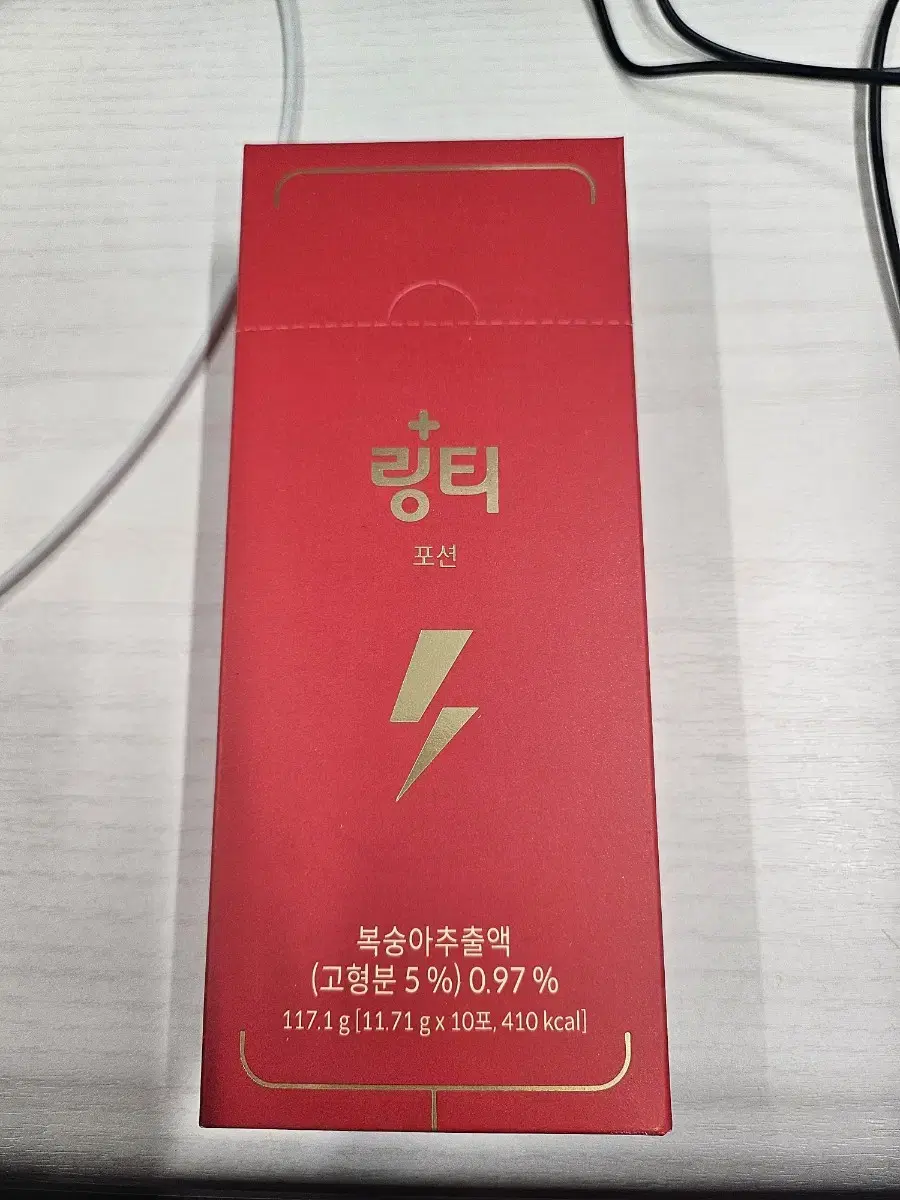 링티
포션
복숭아추출액
(고형분 5 %) 0.97 %
117.1 g [11.71 g x 10포, 410 kcal]